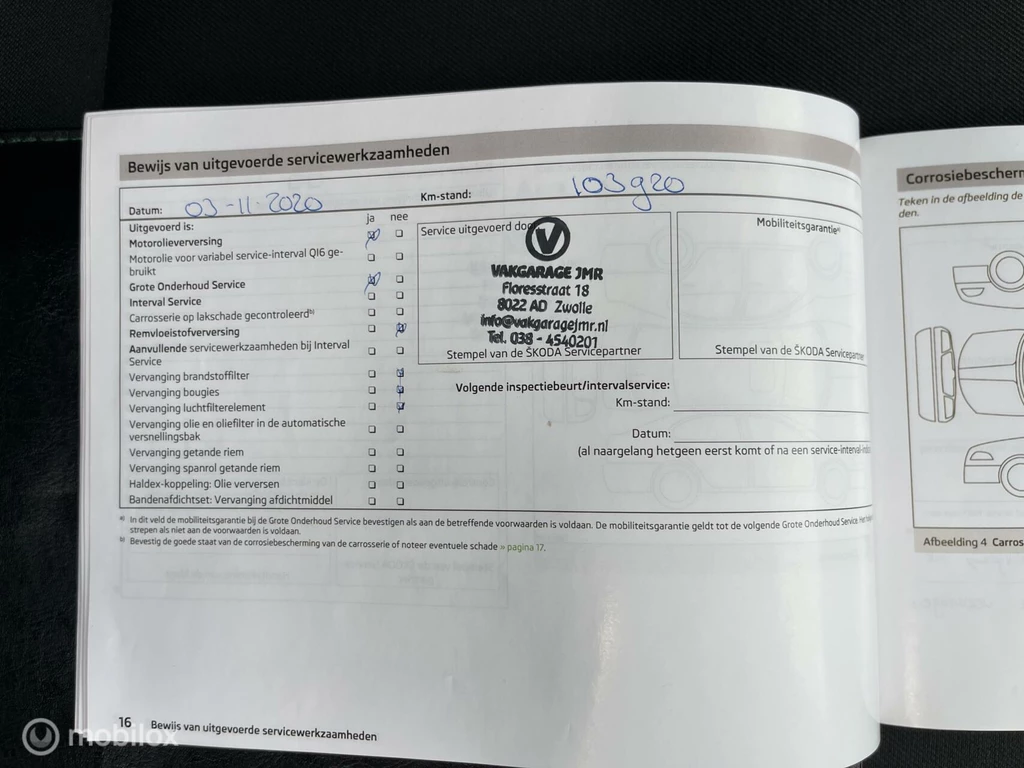 Bewijs van uitgevoerde servicewerkzaamheden
Datum: 03-11-2020
Km-stand: 103920
Uitgevoerd is:
ja nee
Motorolieverversing
Motorolie voor variabel service-interval QI6 ge-
bruikt
Grote Onderhoud Service
Interval Service
Carrosserie op lakschade gecontroleerd b)
Remvloeistofverversing
Aanvullende servicewerkzaamheden bij Interval
Service
Vervanging brandstoffilter
Vervanging bougies
Vervanging luchtfilterelement
Vervanging olie en oliefilter in de automatische
versnellingsbak
Vervanging getande riem
Vervanging spanrol getande riem
Haldex-koppeling: Olie verversen
Bandenafdichtset: Vervanging afdichtmiddel
Service uitgevoerd doo
V
VAKGARAGE JMR
Floresstraat 18
8022 AD Zwolle
info@vakgaragejmr.nl
Tel. 038 - 4540201
Stempel van de ŠKODA Servicepartner
Mobiliteitsgarantie a)
Stempel van de ŠKODA Servicepartner
Volgende inspectiebeurt/intervalservice:
Km-stand:
Datum:
(al naargelang hetgeen eerst komt of na een service-interval-indi
a) In dit veld de mobiliteitsgarantie bij de Grote Onderhoud Service bevestigen als aan de betreffende voorwaarden is voldaan. De mobiliteitsgarantie geldt tot de volgende Grote Onderhoud Service.
strepen als niet aan de voorwaarden is voldaan.
b) Bevestig de goede staat van de corrosiebescherming van de carrosserie of noteer eventuele schade » pagina 17.
16 Bewijs van uitgevoerde servicewerkzaamheden
Corrosiebescherm
Teken in de afbeelding de
den.
Afbeelding 4 Carros
mobilox